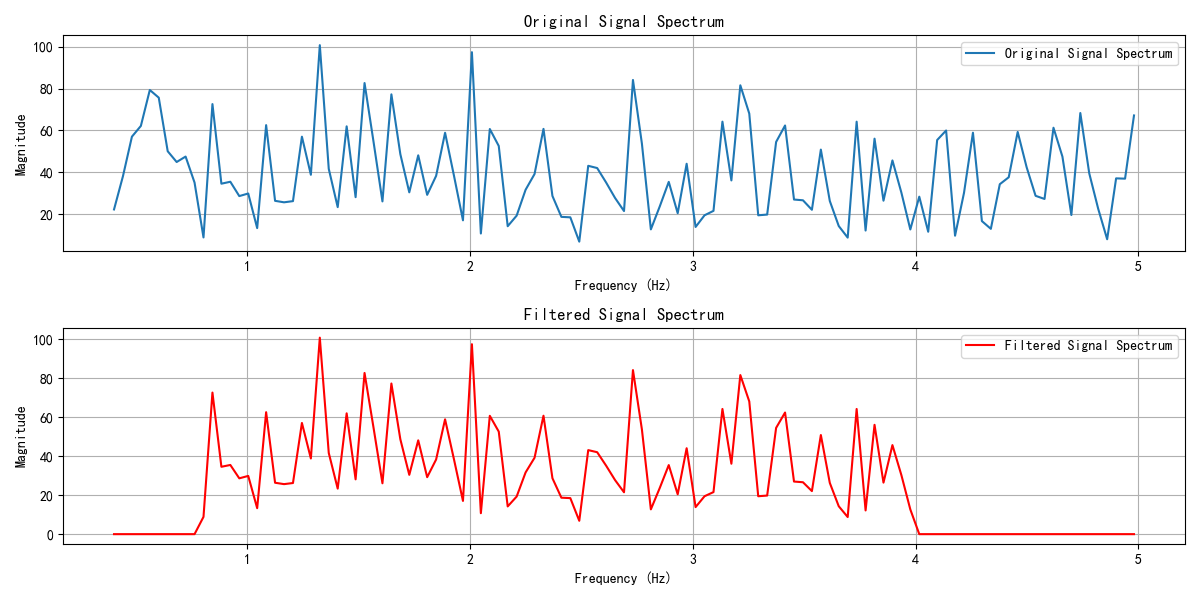 Original Signal Spectrum
100
80
60
40
20
Magnitude
Original Signal Spectrum
1 2 3 4 5
Frequency (Hz)
Filtered Signal Spectrum
100
80
60
40
20
0
Magnitude
Filtered Signal Spectrum
1 2 3 4 5
Frequency (Hz)